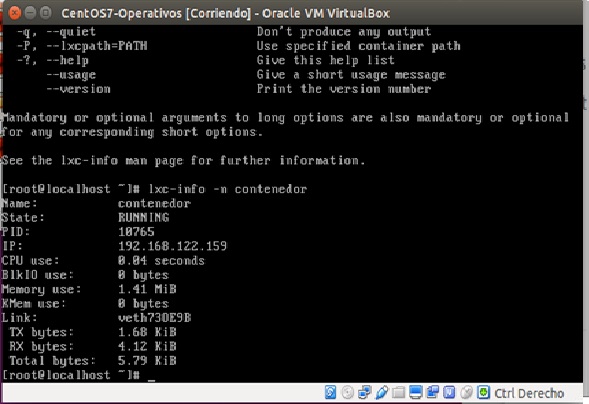 CentOS7-Operativos [Corriendo] - Oracle VM VirtualBox
-q, --quiet Don't produce any output
-P, --lxcpath=PATH Use specified container path
-?, --help Give this help list
--usage Give a short usage message
--version Print the version number
Mandatory or optional arguments to long options are also mandatory or optional
for any corresponding short options.
See the lxc-info man page for further information.
[root@localhost ~]# lxc-info -n contenedor
Name: contenedor
State: RUNNING
PID: 10765
IP: 192.168.122.159
CPU use: 0.04 seconds
BlkIO use: 0 bytes
Memory use: 1.41 MiB
KMem use: 0 bytes
Link: veth730E9B
TX bytes: 1.68 KiB
RX bytes: 4.12 KiB
Total bytes: 5.79 KiB
[root@localhost ~]# _
Ctrl Derecho